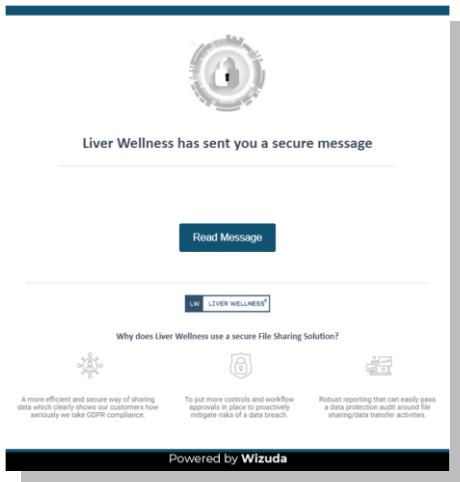 Liver Wellness has sent you a secure message
Read Message
LW LIVER WELLNESS
Why does Liver Wellness use a secure File Sharing Solution?
A more efficient and secure way of sharing
data which clearly shows our customers how
seriously we take GDPR compliance.
To put more controls and workflow
approvals in place to proactively
mitigate risks of a data breach.
Robust reporting that can easily pass
a data protection audit around file
sharing/data transfer activities.
Powered by Wizuda